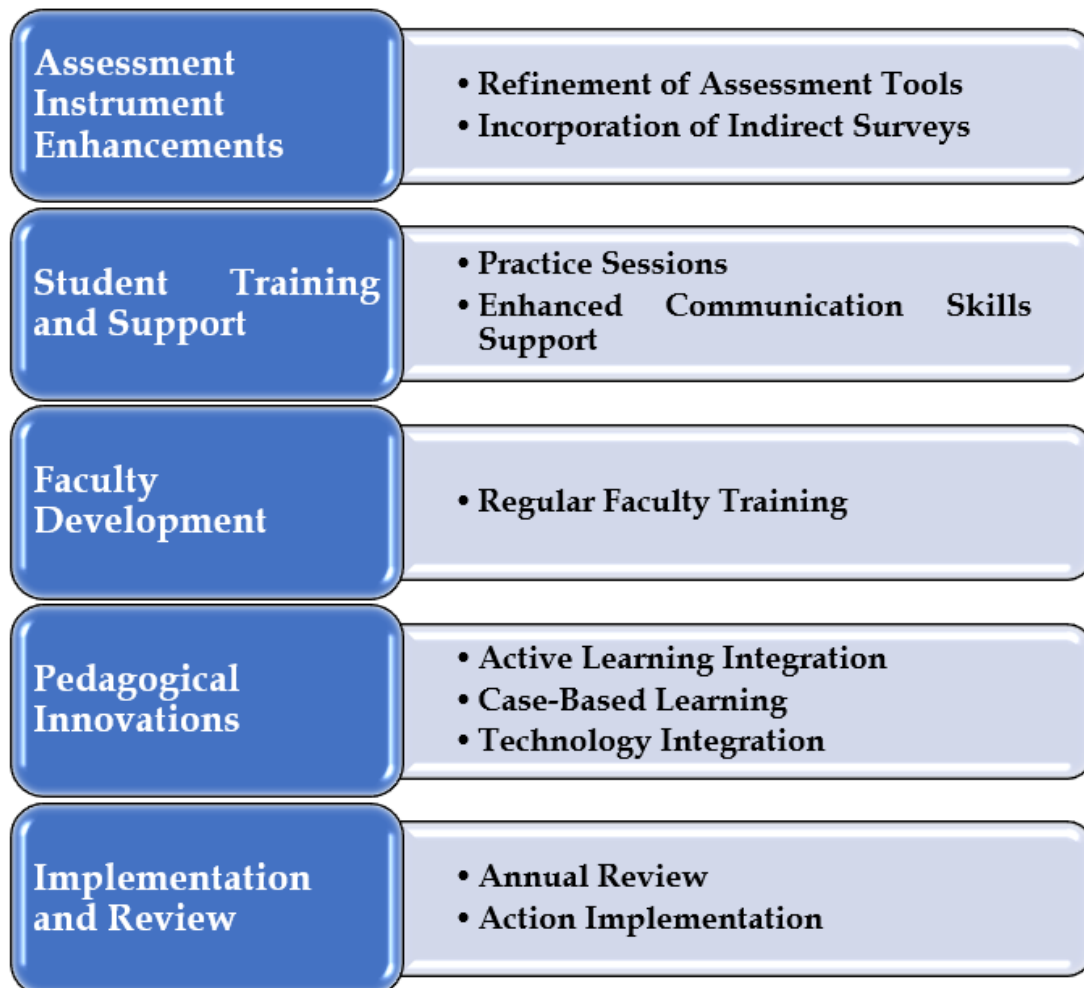 Assessment
Instrument
Enhancements
• Refinement of Assessment Tools
• Incorporation of Indirect Surveys
Student Training
and Support
• Practice Sessions
• Enhanced Communication Skills
Support
Faculty
Development
• Regular Faculty Training
Pedagogical
Innovations
• Active Learning Integration
• Case-Based Learning
• Technology Integration
Implementation
and Review
• Annual Review
• Action Implementation